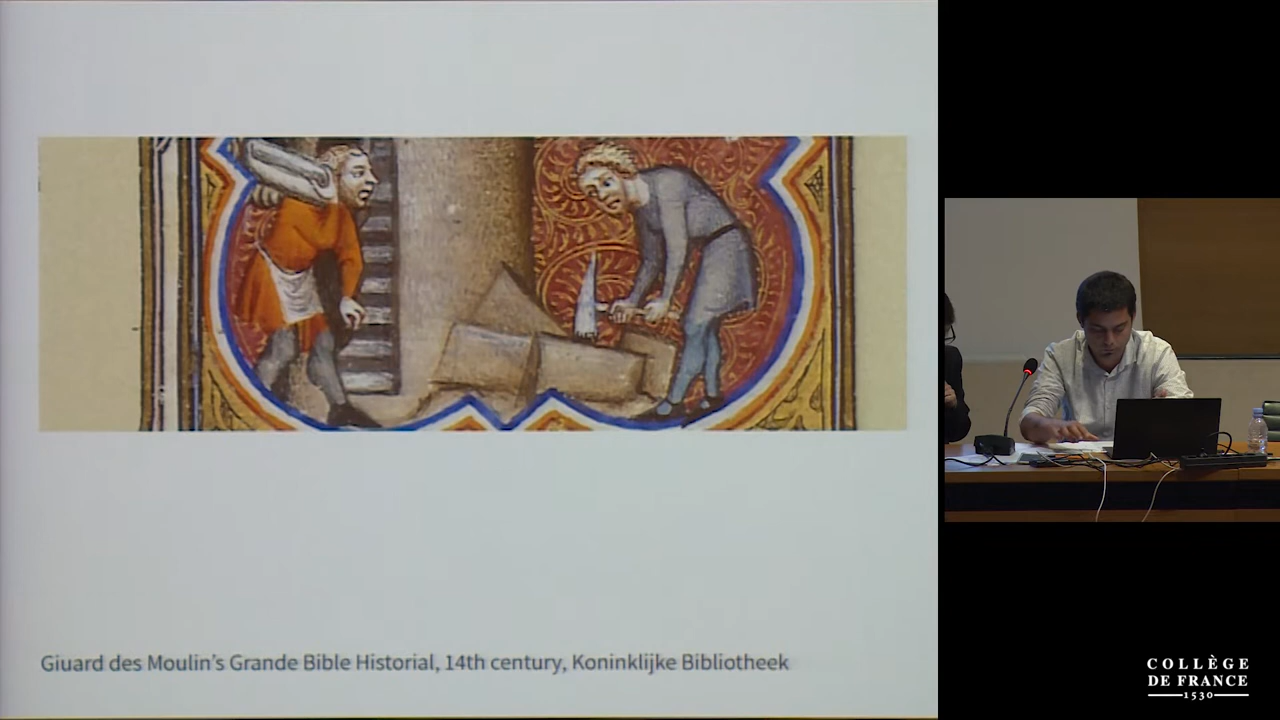 Giuard des Moulin's Grande Bible Historial, 14th century, Koninklijke Bibliotheek
COLLÈGE
DE FRANCE
1530